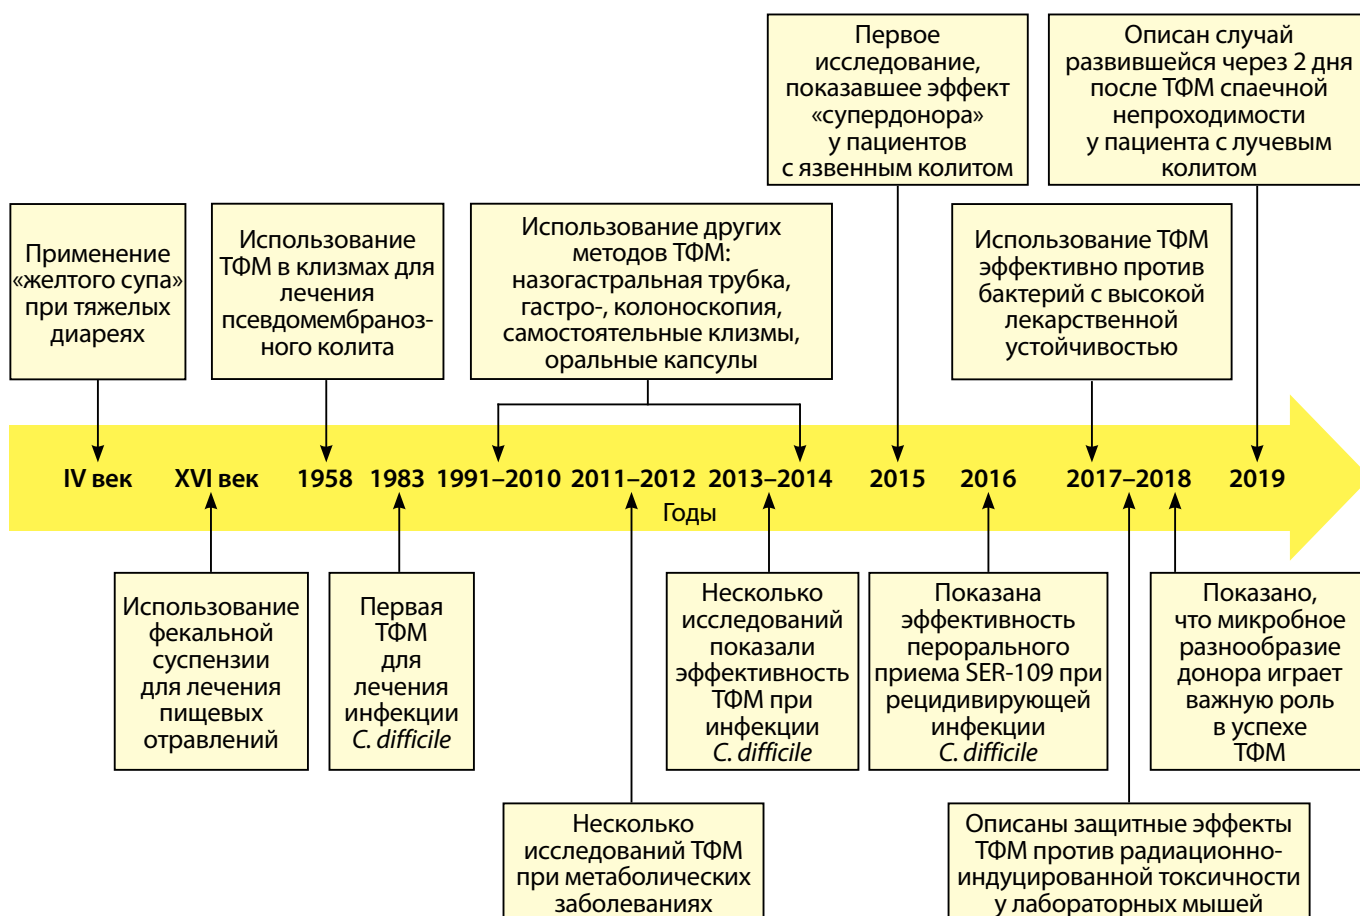 Первое
исследование,
показавшее эффект
«супердонора»
у пациентов
с язвенным колитом
Описан случай
развившейся через 2 дня
после ТФМ спаечной
непроходимости
у пациента с лучевым
колитом
Применение
«желтого супа»
при тяжелых
диареях
Использование
ТФМ в клизмах для
лечения
псевдомембраноз-
ного колита
Использование других
методов ТФМ:
назогастральная трубка,
гастро-, колоноскопия,
самостоятельные клизмы,
оральные капсулы
Использование ТФМ
эффективно против
бактерий с высокой
лекарственной
устойчивостью
IV век XVI век 1958 1983 1991–2010 2011–2012 2013–2014 2015 2016 2017–2018 2019
Годы
Использование
фекальной
суспензии
для лечения
пищевых
отравлений
Первая
ТФМ
для
лечения
инфекции
C. difficile
Несколько
исследований
показали
эффективность
ТФМ при
инфекции
C. difficile
Показана
эффективность
перорального
приема SER-109 при
рецидивирующей
инфекции
C. difficile
Показано,
что микробное
разнообразие
донора играет
важную роль
в успехе
ТФМ
Несколько
исследований ТФМ
при метаболических
заболеваниях
Описаны защитные эффекты
ТФМ против радиационно-
индуцированной токсичности
у лабораторных мышей